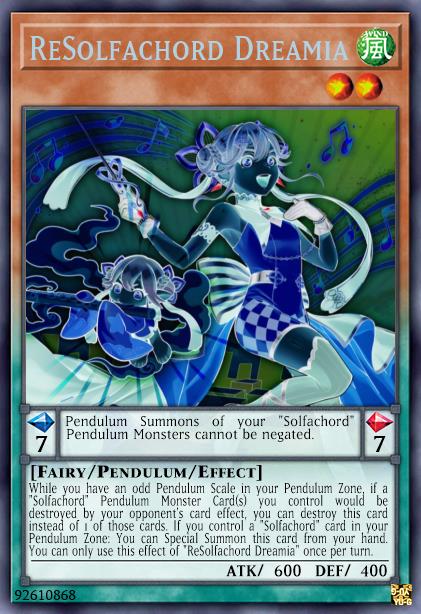 ReSolfachord Dreamia
WIND
風
Pendulum Summons of your "Solfachord"
Pendulum Monsters cannot be negated.
7
7
[Fairy/Pendulum/Effect]
While you have an odd Pendulum Scale in your Pendulum Zone, if a
"Solfachord" Pendulum Monster Card(s) you control would be
destroyed by your opponent's card effect, you can destroy this card
instead of 1 of those cards. If you control a "Solfachord" card in your
Pendulum Zone: You can Special Summon this card from your hand.
You can only use this effect of "ReSolfachord Dreamia" once per turn.
ATK/ 600 DEF/ 400
92610868